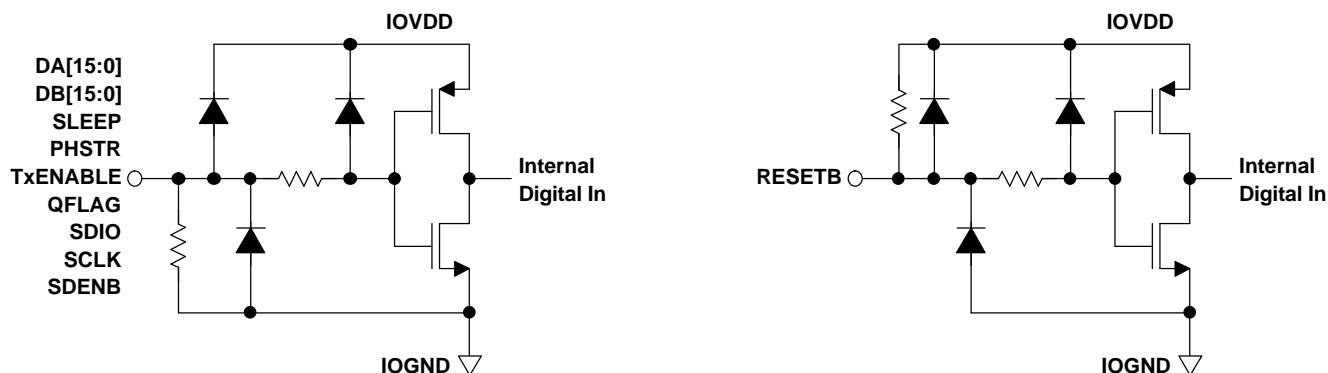 IOVDD
DA[15:0]
DB[15:0]
SLEEP
PHSTR
TxENABLE
QFLAG
SDIO
SCLK
SDENB
Internal
Digital In
IOGND
IOVDD
RESETB
Internal
Digital In
IOGND